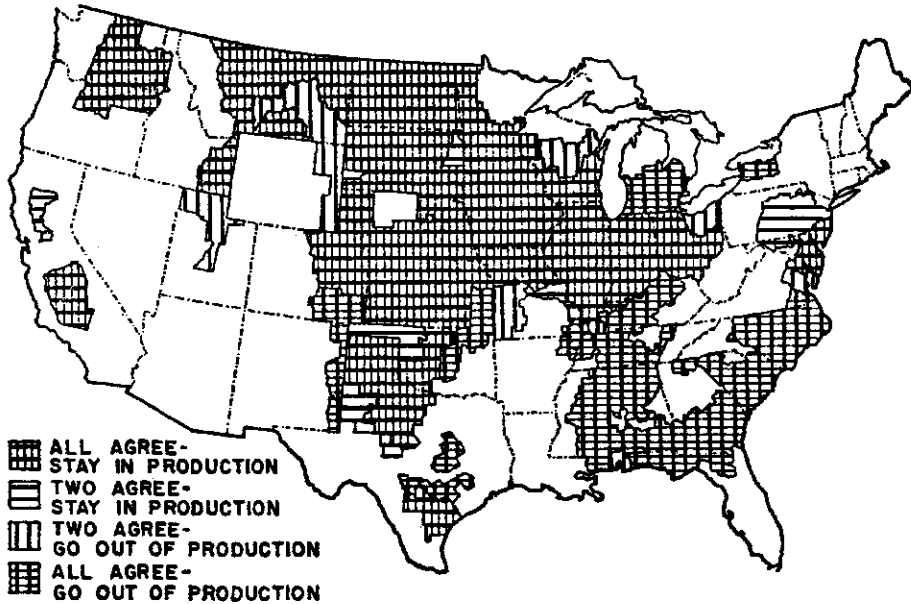 ALL AGREE-
STAY IN PRODUCTION
TWO AGREE-
STAY IN PRODUCTION
TWO AGREE-
GO OUT OF PRODUCTION
ALL AGREE-
GO OUT OF PRODUCTION